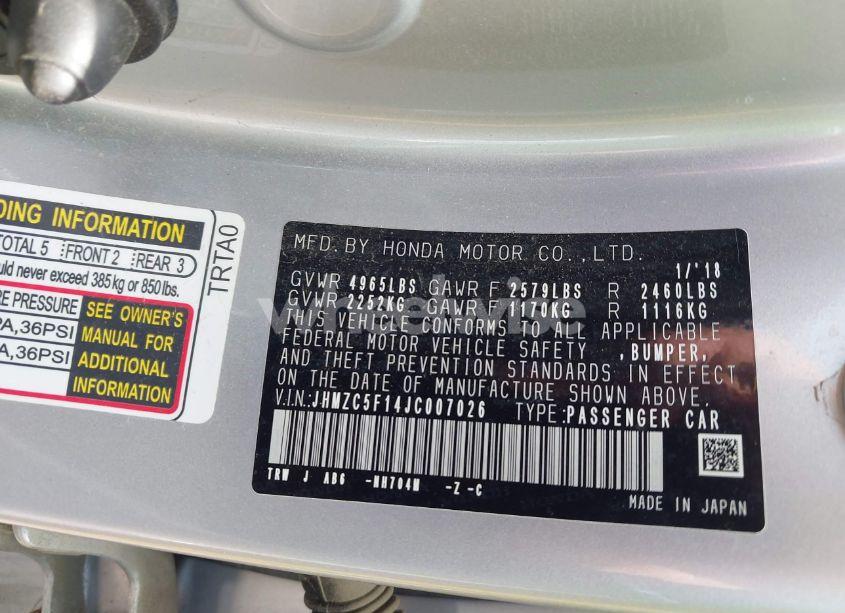 DING INFORMATION
TOTAL 5 FRONT 2 REAR 3
uld never exceed 385 kg or 850 lbs.
RE PRESSURE
PA,36PSI
A,36PSI
SEE OWNER'S
MANUAL FOR
ADDITIONAL
INFORMATION
TRTA0
MFD. BY HONDA MOTOR CO.,LTD.
1/'18
GVWR 4965LBS GAWR F 2579LBS R 2460LBS
GVWR 2252KG GAWR F 1170KG R 1116KG
THIS VEHICLE CONFORMS TO ALL APPLICABLE
FEDERAL MOTOR VEHICLE SAFETY ,BUMPER,
AND THEFT PREVENTION STANDARDS IN EFFECT
ON THE DATE OF MANUFACTURE SHOWN ABOVE.
V.I.N:JHMZC5F14JC007026 TYPE:PASSENGER CAR
TRW J AB6 -NH704M -Z -C
MADE IN JAPAN